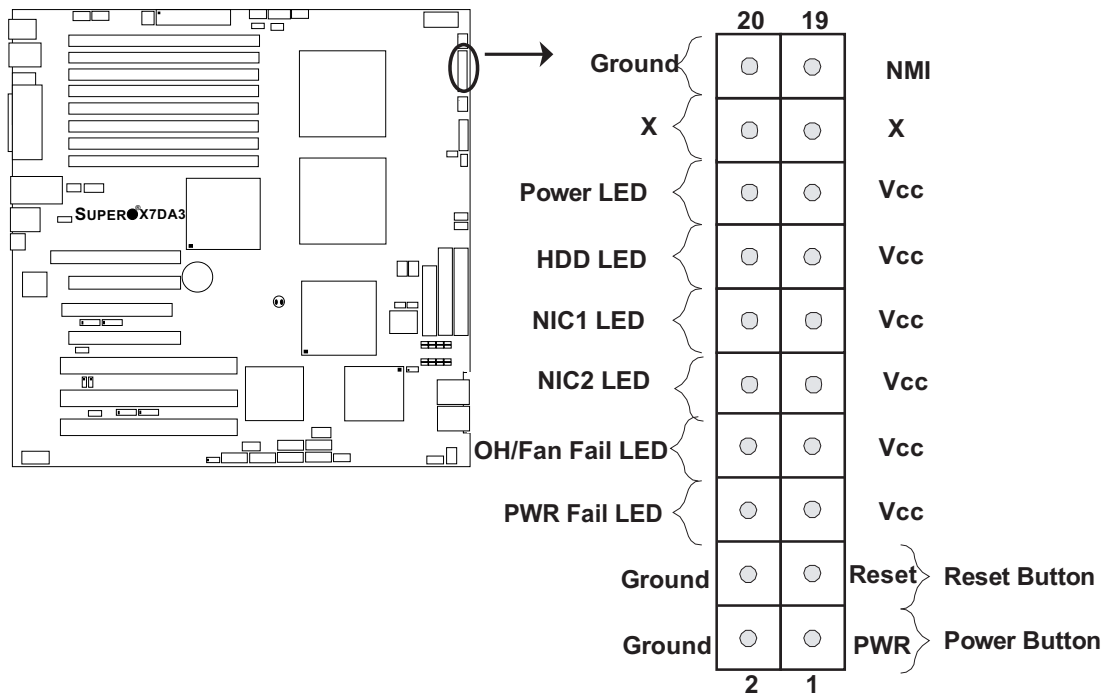 20 19
Ground NMI
X X
Power LED Vcc
HDD LED Vcc
NIC1 LED Vcc
NIC2 LED Vcc
OH/Fan Fail LED Vcc
PWR Fail LED Vcc
Ground Reset Reset Button
Ground PWR Power Button
2 1
SUPER®X7DA3